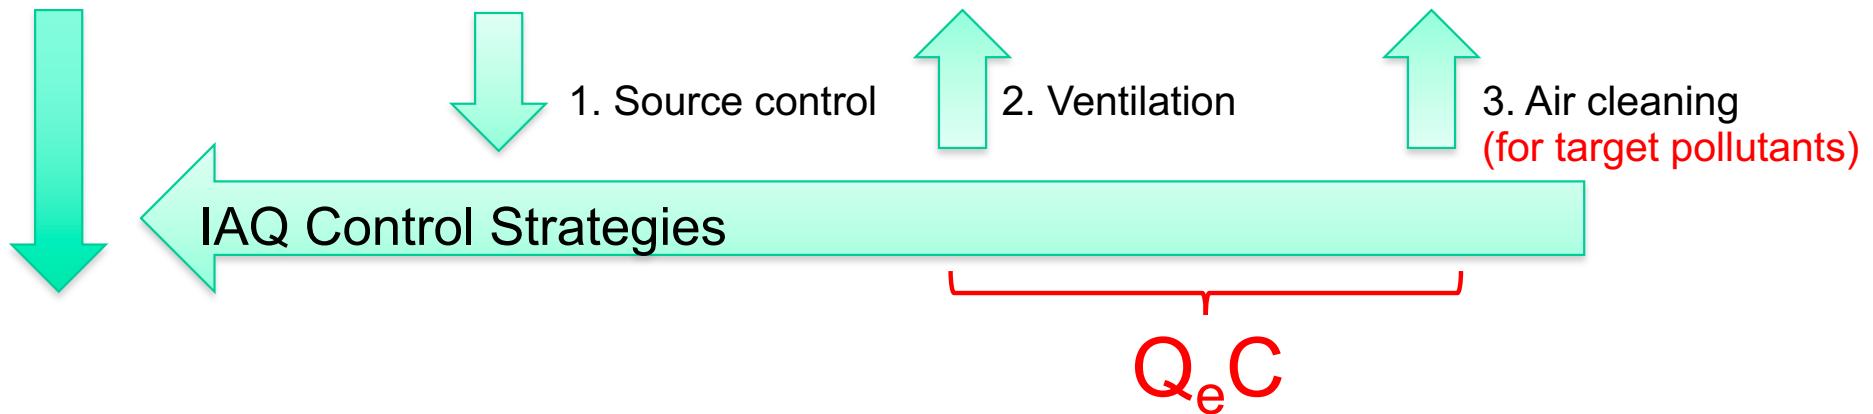 1. Source control
2. Ventilation
3. Air cleaning
(for target pollutants)
IAQ Control Strategies
QeC